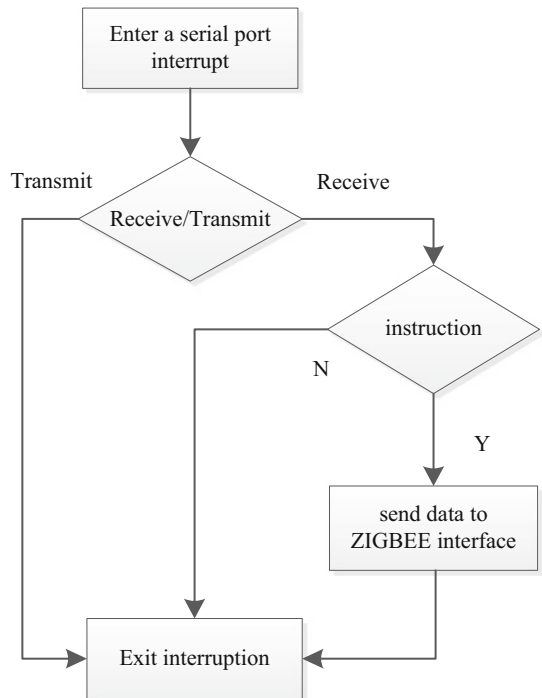 Enter a serial port
interrupt
Transmit
Receive
Receive/Transmit
instruction
N
Y
send data to
ZIGBEE interface
Exit interruption